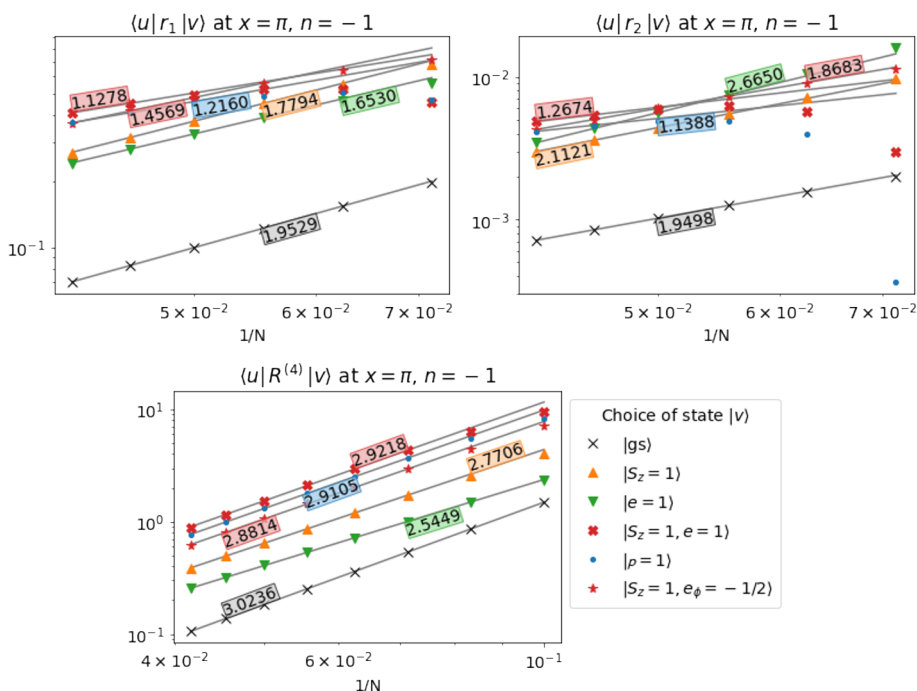 ⟨u| r₁ |v⟩ at x = π, n = −1
1.1278
1.4569
1.2160
1.7794
1.6530
1.9529
10⁻¹
5 × 10⁻²
6 × 10⁻²
7 × 10⁻²
1/N
⟨u| r₂ |v⟩ at x = π, n = −1
10⁻²
10⁻³
2.6650
1.8683
1.2674
1.1388
2.1121
1.9498
5 × 10⁻²
6 × 10⁻²
7 × 10⁻²
1/N
⟨u| R⁽⁴⁾ |v⟩ at x = π, n = −1
10¹
10⁰
10⁻¹
2.9218
2.7706
2.9105
2.8814
2.5449
3.0236
4 × 10⁻²
6 × 10⁻²
10⁻¹
1/N
Choice of state |v⟩
|gs⟩
|S_z = 1⟩
|e = 1⟩
|S_z = 1, e = 1⟩
|ₚ = 1⟩
|S_z = 1, e_ϕ = −1/2⟩